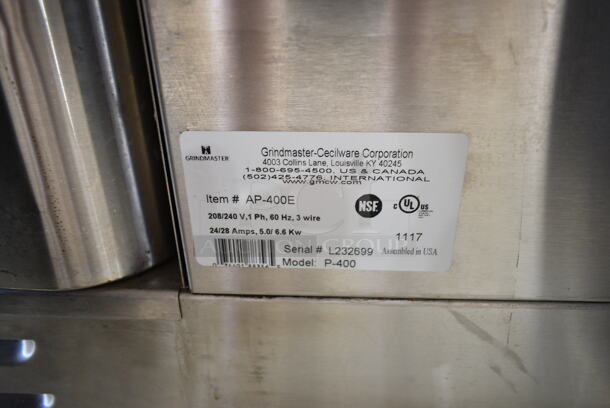 GRINDMASTER
Grindmaster-Cecilware Corporation
4003 Collins Lane, Louisville KY 40245
1-800-695-4500, US & CANADA
(502)425-4776, INTERNATIONAL
www.gmcw.com
Item # AP-400E
208/240 V,1 Ph, 60 Hz, 3 wire
24/28 Amps, 5.0/ 6.6 Kw
NSF
C UL US
1117
Serial # L232699 Assembled in USA
Model: P-400